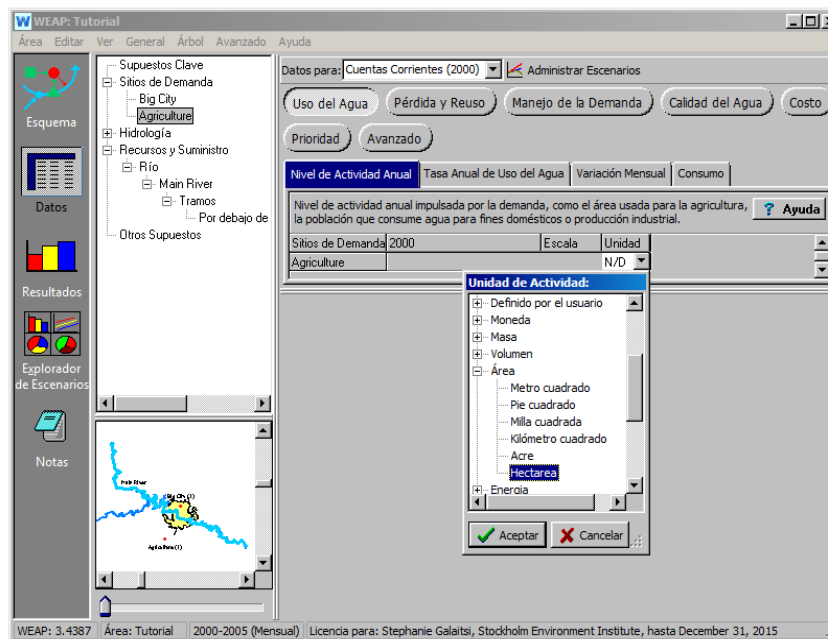 WEAP: Tutorial
Área Editar Ver General Árbol Avanzado Ayuda
Esquema
Datos
Resultados
Explorador
de Escenarios
Notas
Supuestos Clave
Sitios de Demanda
Big City
Agriculture
Hidrología
Recursos y Suministro
Río
Main River
Tramos
Por debajo de
Otros Supuestos
Main River
Big City (1)
Agriculture (1)
Datos para: Cuentas Corrientes (2000) Administrar Escenarios
Uso del Agua Pérdida y Reuso Manejo de la Demanda Calidad del Agua Costo
Prioridad Avanzado
Nivel de Actividad Anual Tasa Anual de Uso del Agua Variación Mensual Consumo
Nivel de actividad anual impulsada por la demanda, como el área usada para la agricultura,
la población que consume agua para fines domésticos o producción industrial.
? Ayuda
Sitios de Demanda 2000 Escala Unidad
Agriculture N/D
Unidad de Actividad:
Definido por el usuario
Moneda
Masa
Volumen
Área
Metro cuadrado
Pie cuadrado
Milla cuadrada
Kilómetro cuadrado
Acre
Hectarea
Energia
Aceptar Cancelar
WEAP: 3.4387 Área: Tutorial 2000-2005 (Mensual) Licencia para: Stephanie Galaitsi, Stockholm Environment Institute, hasta December 31, 2015